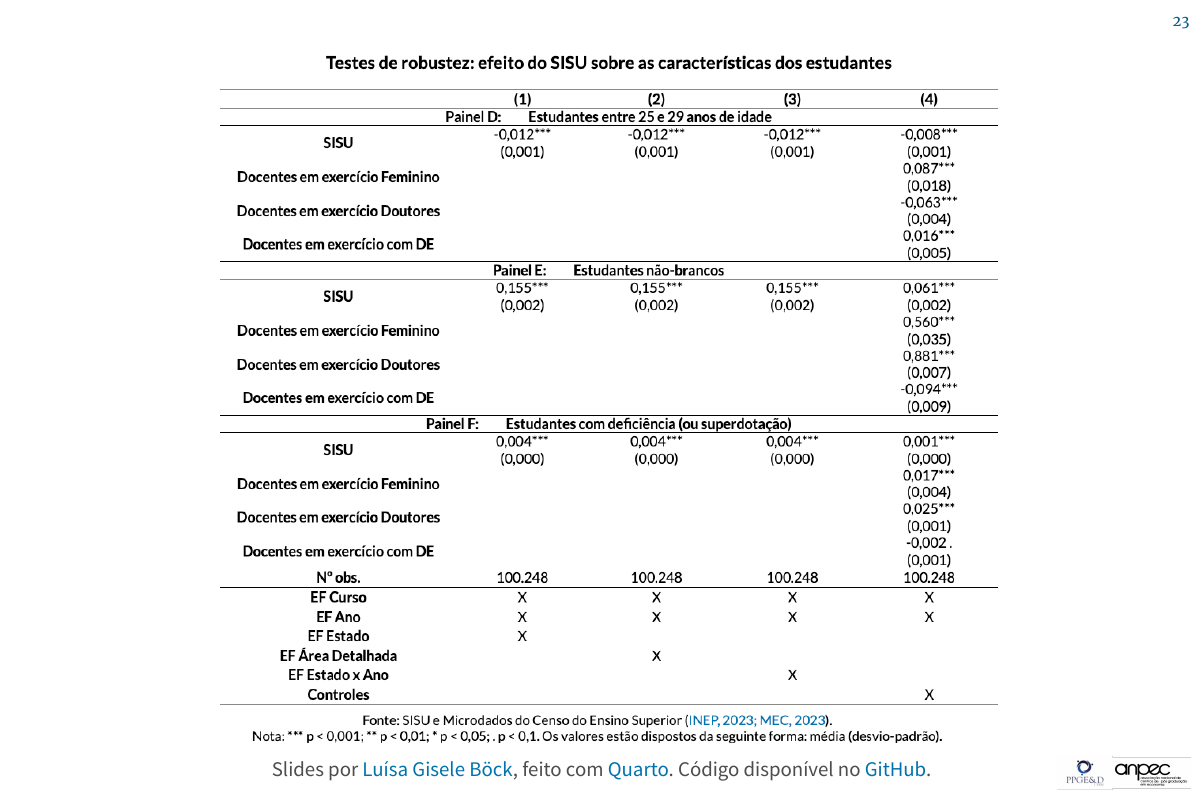 23
Testes de robustez: efeito do SISU sobre as características dos estudantes
(1) (2) (3) (4)
Painel D: Estudantes entre 25 e 29 anos de idade
SISU -0,012*** -0,012*** -0,012*** -0,008***
(0,001) (0,001) (0,001) (0,001)
Docentes em exercício Feminino 0,087***
(0,018)
Docentes em exercício Doutores -0,063***
(0,004)
Docentes em exercício com DE 0,016***
(0,005)
Painel E: Estudantes não-brancos
SISU 0,155*** 0,155*** 0,155*** 0,061***
(0,002) (0,002) (0,002) (0,002)
Docentes em exercício Feminino 0,560***
(0,035)
Docentes em exercício Doutores 0,881***
(0,007)
Docentes em exercício com DE -0,094***
(0,009)
Painel F: Estudantes com deficiência (ou superdotação)
SISU 0,004*** 0,004*** 0,004*** 0,001***
(0,000) (0,000) (0,000) (0,000)
Docentes em exercício Feminino 0,017***
(0,004)
Docentes em exercício Doutores 0,025***
(0,001)
Docentes em exercício com DE -0,002 .
(0,001)
Nº obs. 100.248 100.248 100.248 100.248
EF Curso X X X X
EF Ano X X X X
EF Estado X
EF Área Detalhada X
EF Estado x Ano X
Controles X
Fonte: SISU e Microdados do Censo do Ensino Superior (INEP, 2023; MEC, 2023).
Nota: *** p < 0,001; ** p < 0,01; * p < 0,05; . p < 0,1. Os valores estão dispostos da seguinte forma: média (desvio-padrão).
Slides por Luísa Gisele Böck, feito com Quarto. Código disponível no GitHub.
PPGE&D
anpec